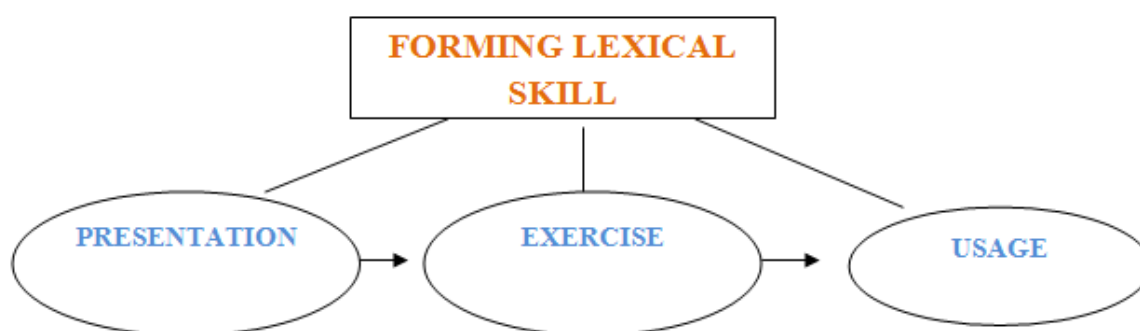 FORMING LEXICAL
SKILL
PRESENTATION
EXERCISE
USAGE